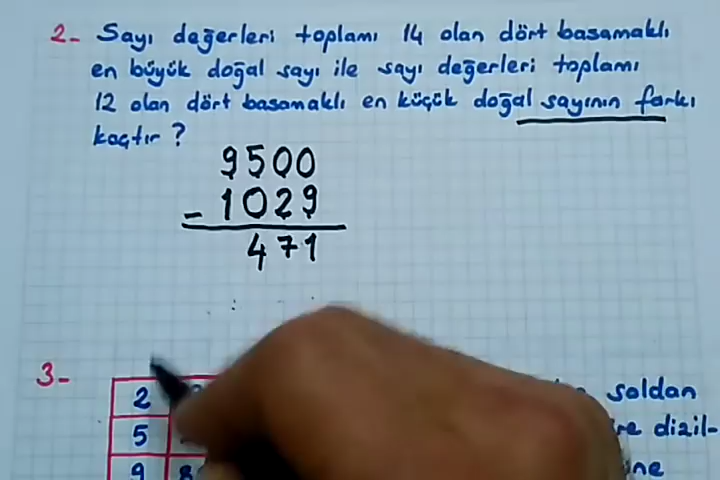 2- Sayı değerleri toplamı 14 olan dört basamaklı
en büyük doğal sayı ile sayı değerleri toplamı
12 olan dört basamaklı en küçük doğal sayının farkı
kaçtır ?
9500
- 1029
471
3-
2 soldan
5 dizil-
9